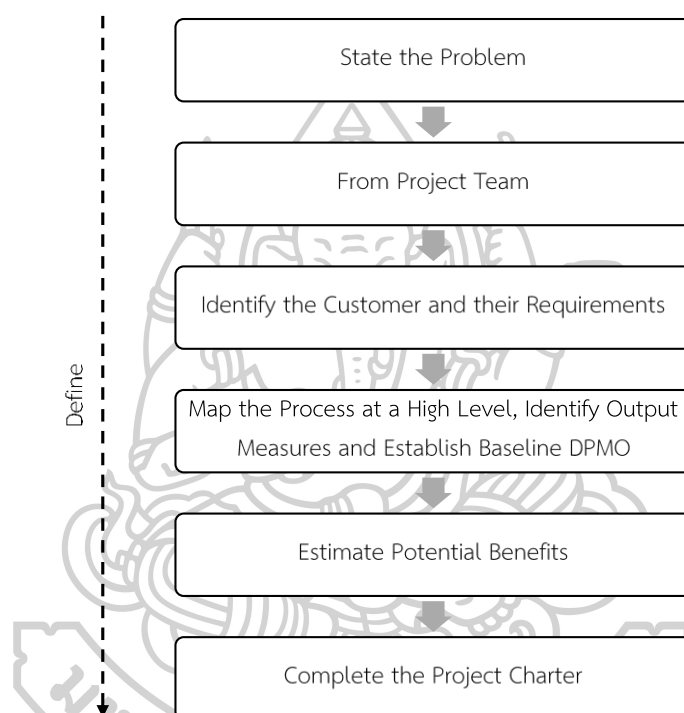 State the Problem
From Project Team
Identify the Customer and their Requirements
Define
Map the Process at a High Level, Identify Output
Measures and Establish Baseline DPMO
Estimate Potential Benefits
Complete the Project Charter